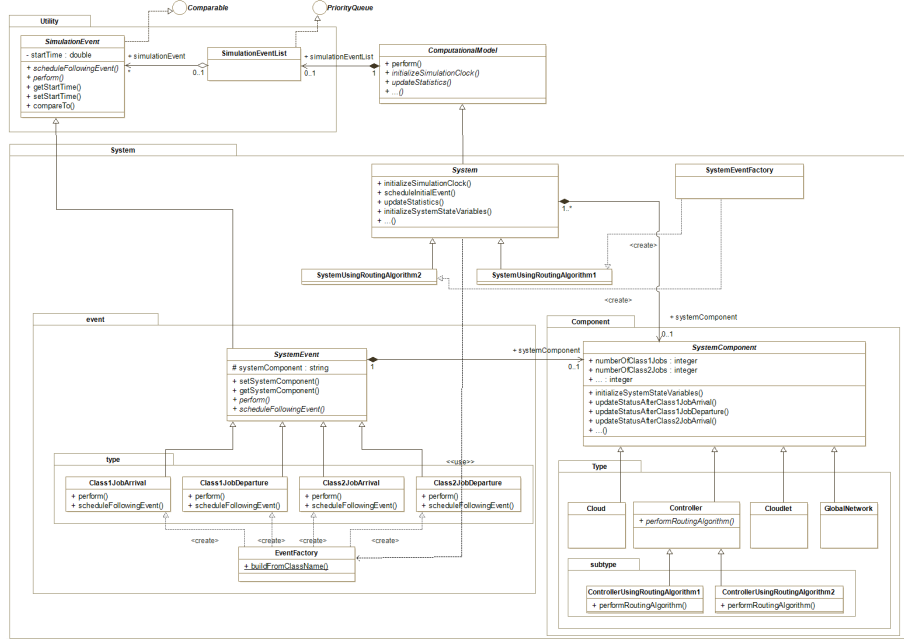 Comparable
PriorityQueue
Utility
SimulationEvent
- startTime : double
+ scheduleFollowingEvent()
+ perform()
+ getStartTime()
+ setStartTime()
+ compareTo()
+ simulationEvent
*
0..1
SimulationEventList
+ simulationEventList
0..1
1
ComputationalModel
+ perform()
+ initializeSimulationClock()
+ updateStatistics()
+ ...()
System
System
+ initializeSimulationClock()
+ scheduleInitialEvent()
+ updateStatistics()
+ initializeSystemStateVariables()
+ ...()
1..*
SystemEventFactory
<create>
SystemUsingRoutingAlgorithm2
SystemUsingRoutingAlgorithm1
<create>
+ systemComponent
0..1
event
Component
SystemEvent
# systemComponent : string
+ setSystemComponent()
+ getSystemComponent()
+ perform()
+ scheduleFollowingEvent()
1
+ systemComponent
0..1
SystemComponent
+ numberOfClass1Jobs : integer
+ numberOfClass2Jobs : integer
+ ... : integer
+ initializeSystemStateVariables()
+ updateStatusAfterClass1JobArrival()
+ updateStatusAfterClass1JobDeparture()
+ updateStatusAfterClass2JobArrival()
+ ...()
type
<<use>>
Class1JobArrival
+ perform()
+ scheduleFollowingEvent()
Class1JobDeparture
+ perform()
+ scheduleFollowingEvent()
Class2JobArrival
+ perform()
+ scheduleFollowingEvent()
Class2JobDeparture
+ perform()
+ scheduleFollowingEvent()
<create>
<create>
<create>
<create>
EventFactory
+ buildFromClassName()
Type
Cloud
Controller
+ performRoutingAlgorithm()
Cloudlet
GlobalNetwork
subtype
ControllerUsingRoutingAlgorithm1
+ performRoutingAlgorithm()
ControllerUsingRoutingAlgorithm2
+ performRoutingAlgorithm()